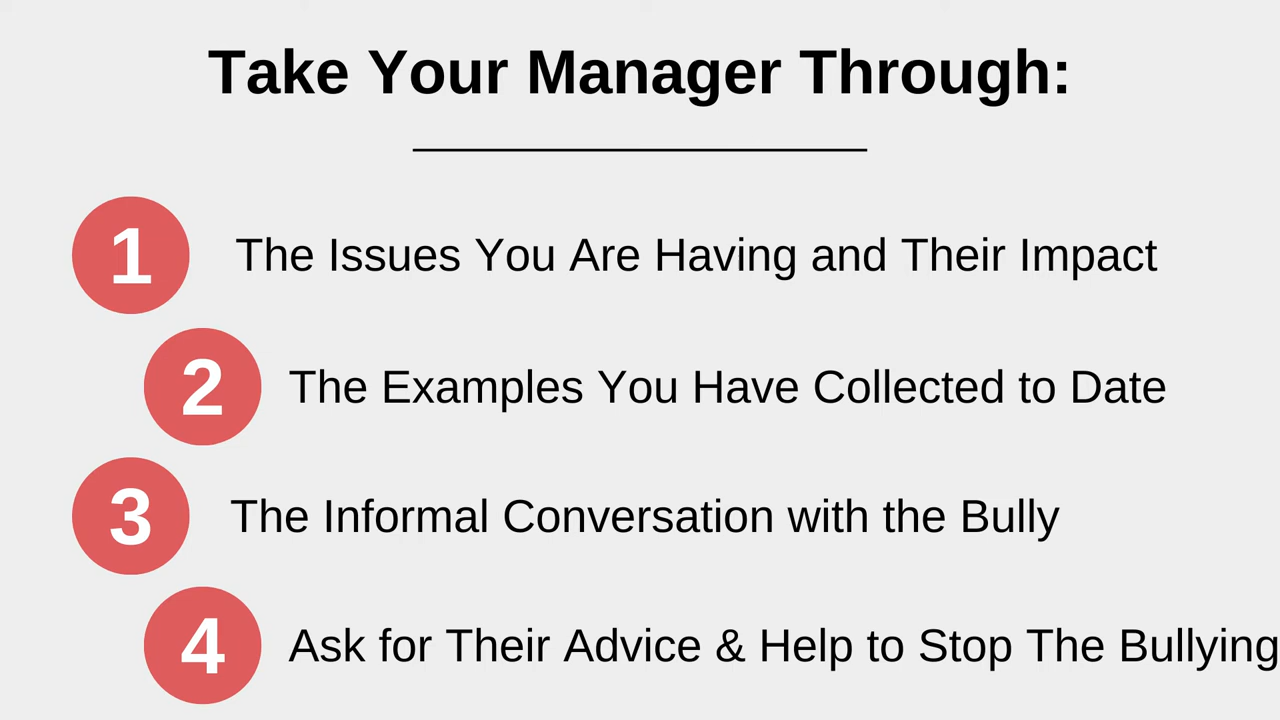 Take Your Manager Through:
1 The Issues You Are Having and Their Impact
2 The Examples You Have Collected to Date
3 The Informal Conversation with the Bully
4 Ask for Their Advice & Help to Stop The Bullying